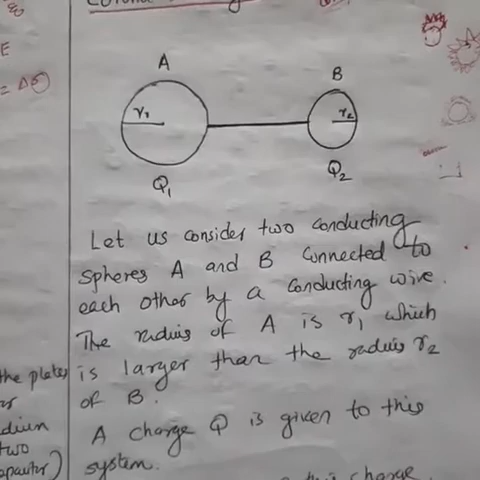 E
A
B
r₁
r₂
Q₁
Q₂
Let us consider two conducting
spheres A and B connected to
each other by a conducting wire.
The radius of A is r₁ which
is larger than the radius r₂
of B.
A charge Q is given to this
system.
the plates
two